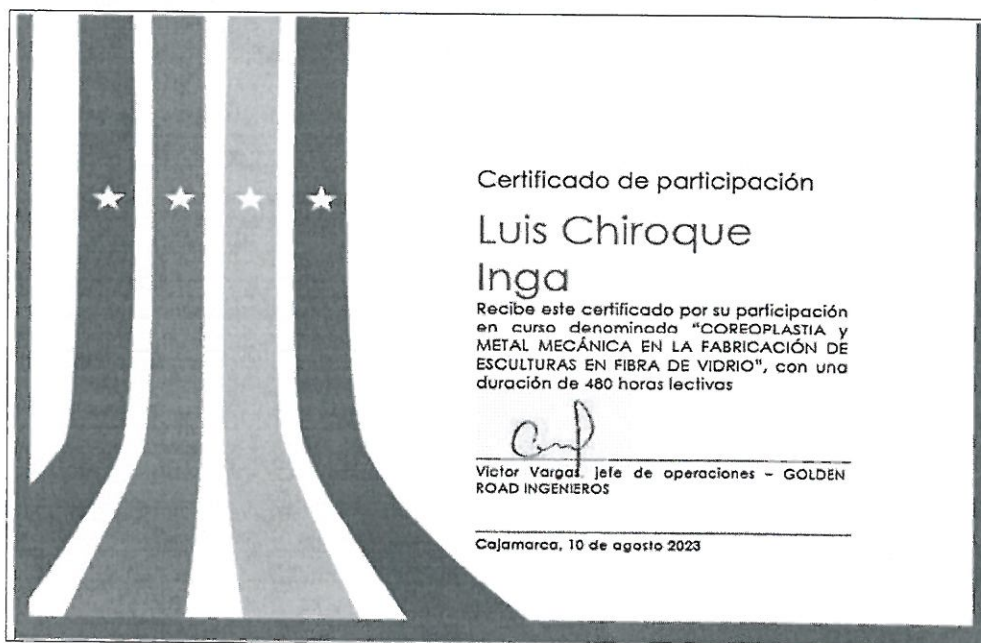 Certificado de participación
Luis Chiroque
Inga
Recibe este certificado por su participación
en curso denominado "COREOPLASTIA y
METAL MECÁNICA EN LA FABRICACIÓN DE
ESCULTURAS EN FIBRA DE VIDRIO", con una
duración de 480 horas lectivas
Victor Vargas, jefe de operaciones – GOLDEN
ROAD INGENIEROS
Cajamarca, 10 de agosto 2023